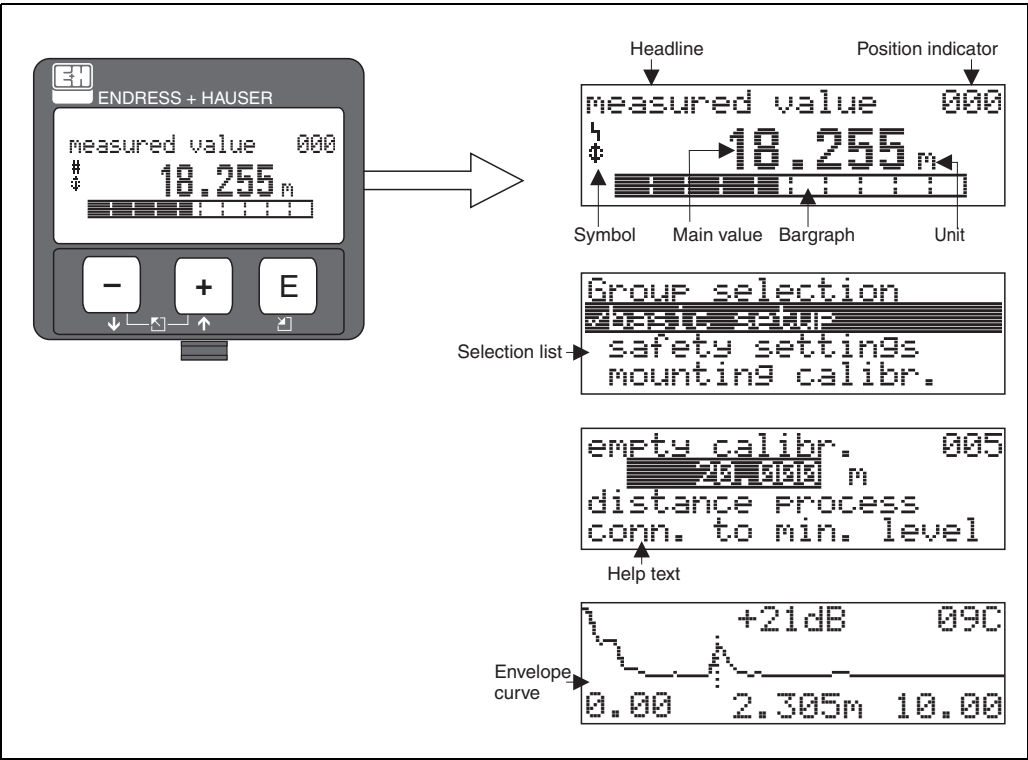 E+H
ENDRESS + HAUSER
measured value 000
#
18.255 m
- + E
Headline Position indicator
measured value 000
18.255 m
Symbol Main value Bargraph Unit
Group selection
✓basic setup
Selection list
safety settings
mounting calibr.
empty calibr. 005
20.000 m
distance process
conn. to min. level
Help text
+21dB 09C
Envelope
curve
0.00 2.305m 10.00